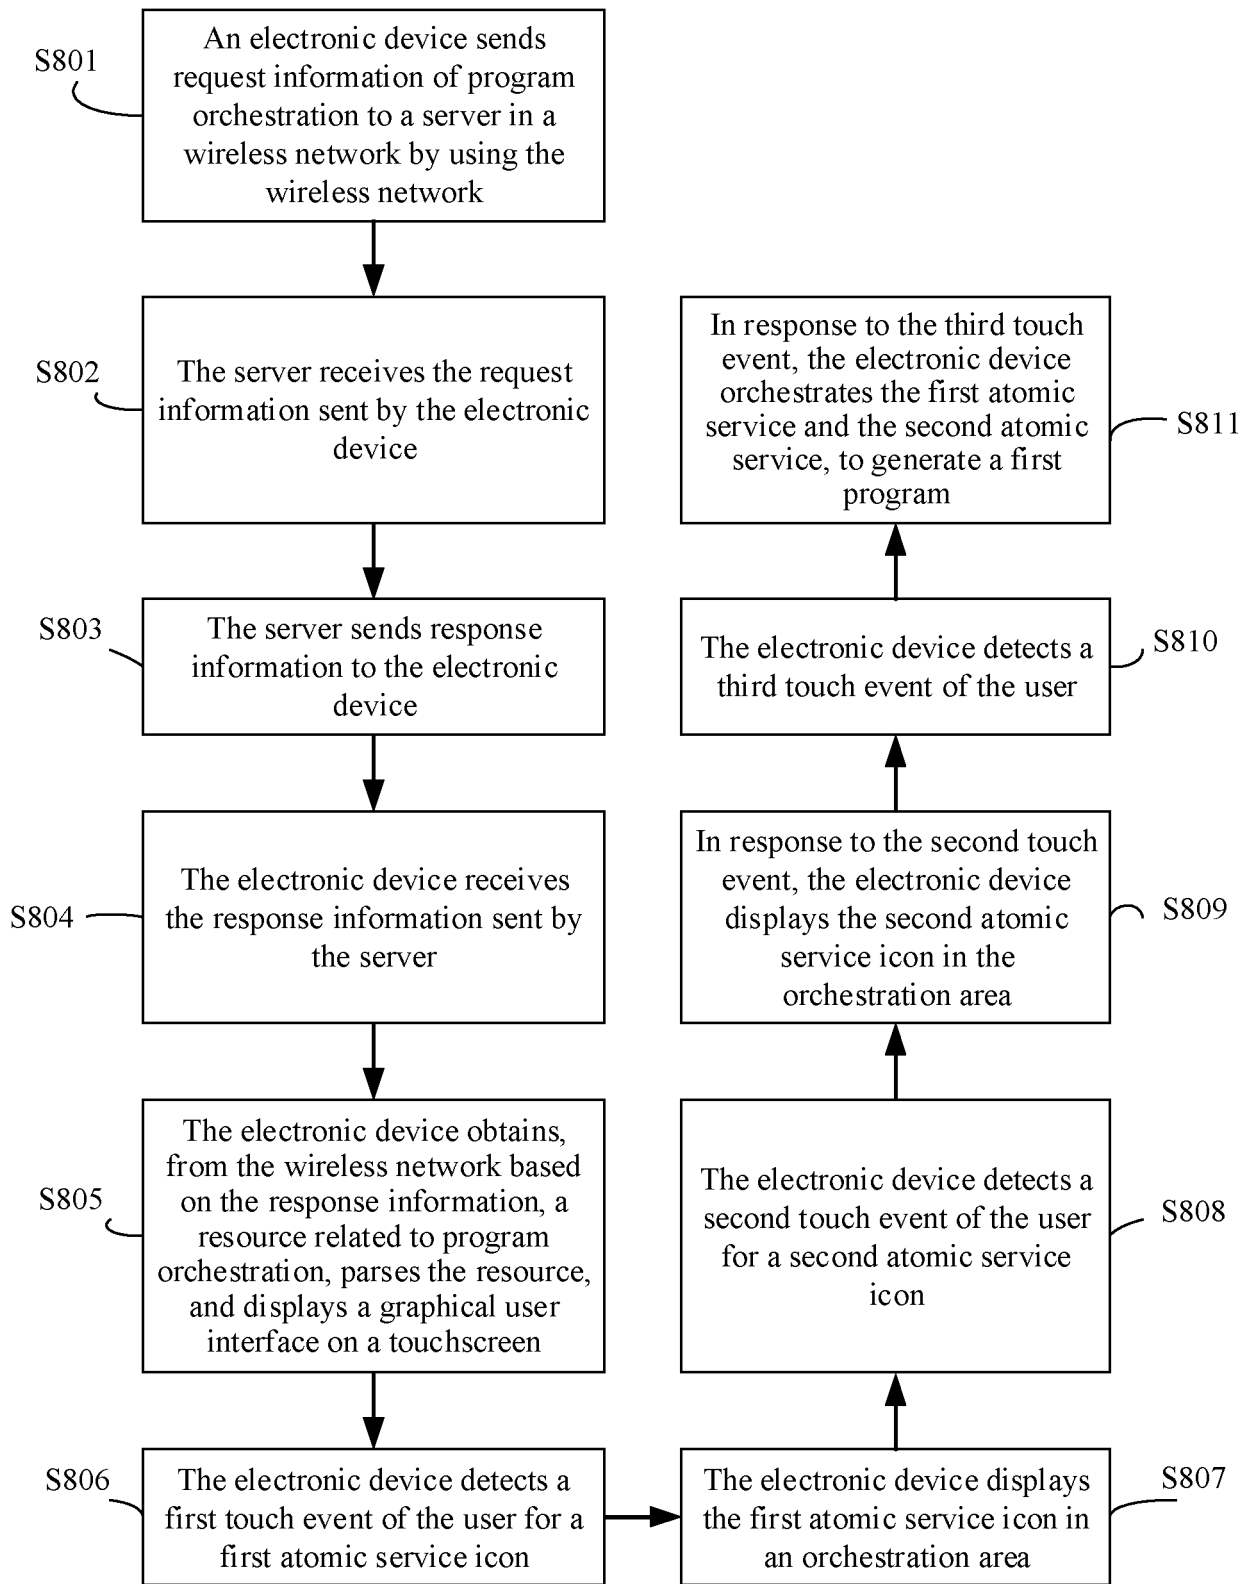 S801
An electronic device sends
request information of program
orchestration to a server in a
wireless network by using the
wireless network
S802
The server receives the request
information sent by the electronic
device
S803
The server sends response
information to the electronic
device
S804
The electronic device receives
the response information sent by
the server
S805
The electronic device obtains,
from the wireless network based
on the response information, a
resource related to program
orchestration, parses the resource,
and displays a graphical user
interface on a touchscreen
S806
The electronic device detects a
first touch event of the user for a
first atomic service icon
S807
The electronic device displays
the first atomic service icon in
an orchestration area
S808
The electronic device detects a
second touch event of the user
for a second atomic service
icon
S809
In response to the second touch
event, the electronic device
displays the second atomic
service icon in the
orchestration area
S810
The electronic device detects a
third touch event of the user
S811
In response to the third touch
event, the electronic device
orchestrates the first atomic
service and the second atomic
service, to generate a first
program